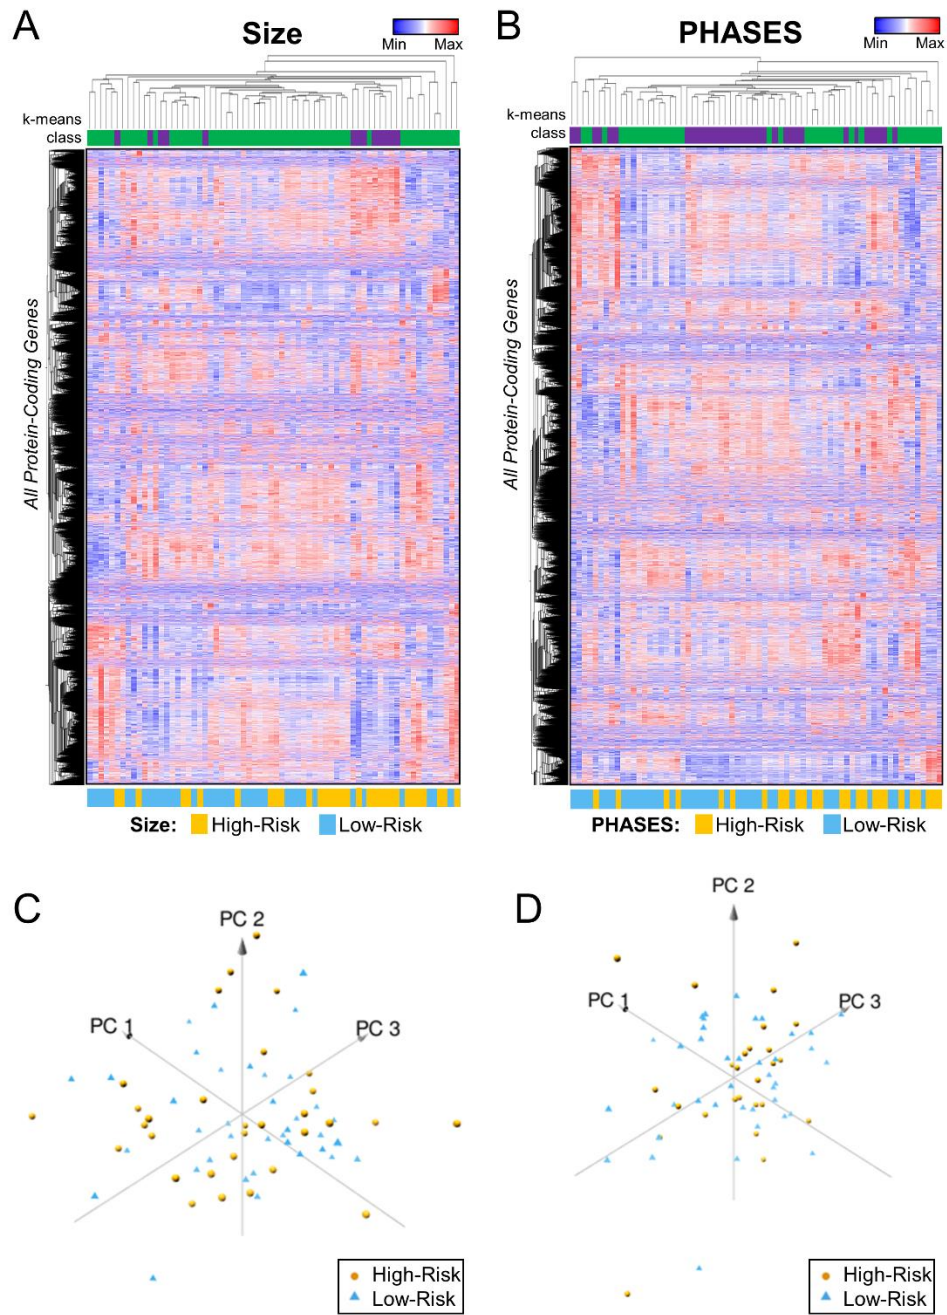 A
Size
Min Max
k-means
class
All Protein-Coding Genes
Size: High-Risk Low-Risk
B
PHASES
Min Max
k-means
class
All Protein-Coding Genes
PHASES: High-Risk Low-Risk
C
PC 2
PC 1
PC 3
High-Risk
Low-Risk
D
PC 2
PC 1
PC 3
High-Risk
Low-Risk